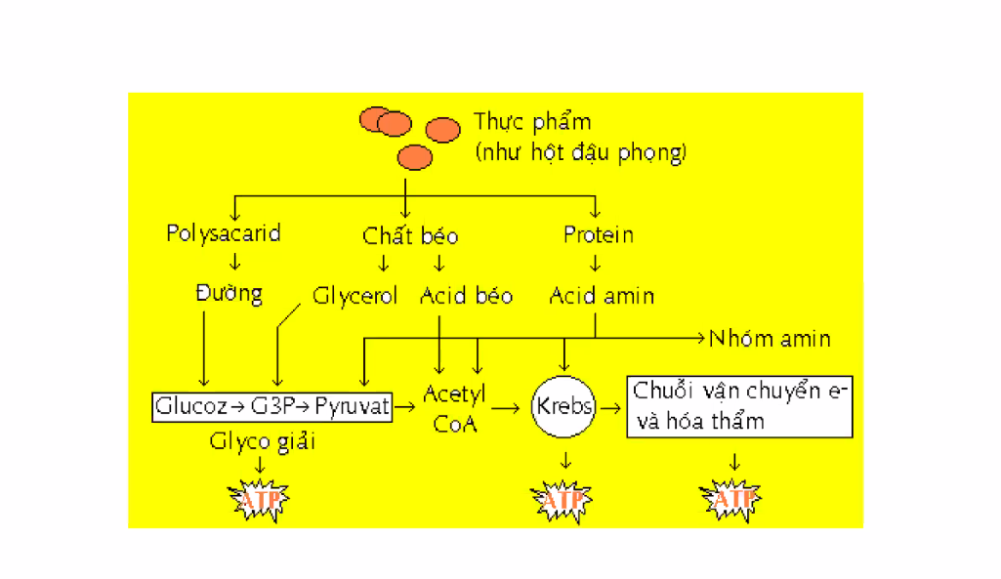 Thực phẩm
(như hột đậu phọng)
Polysacarid
Chất béo
Protein
Đường
Glycerol
Acid béo
Acid amin
Nhóm amin
Glucoz→G3P→Pyruvat
Acetyl
CoA
Krebs
Chuỗi vận chuyển e-
và hóa thẩm
Glyco giải
ATP
ATP
ATP